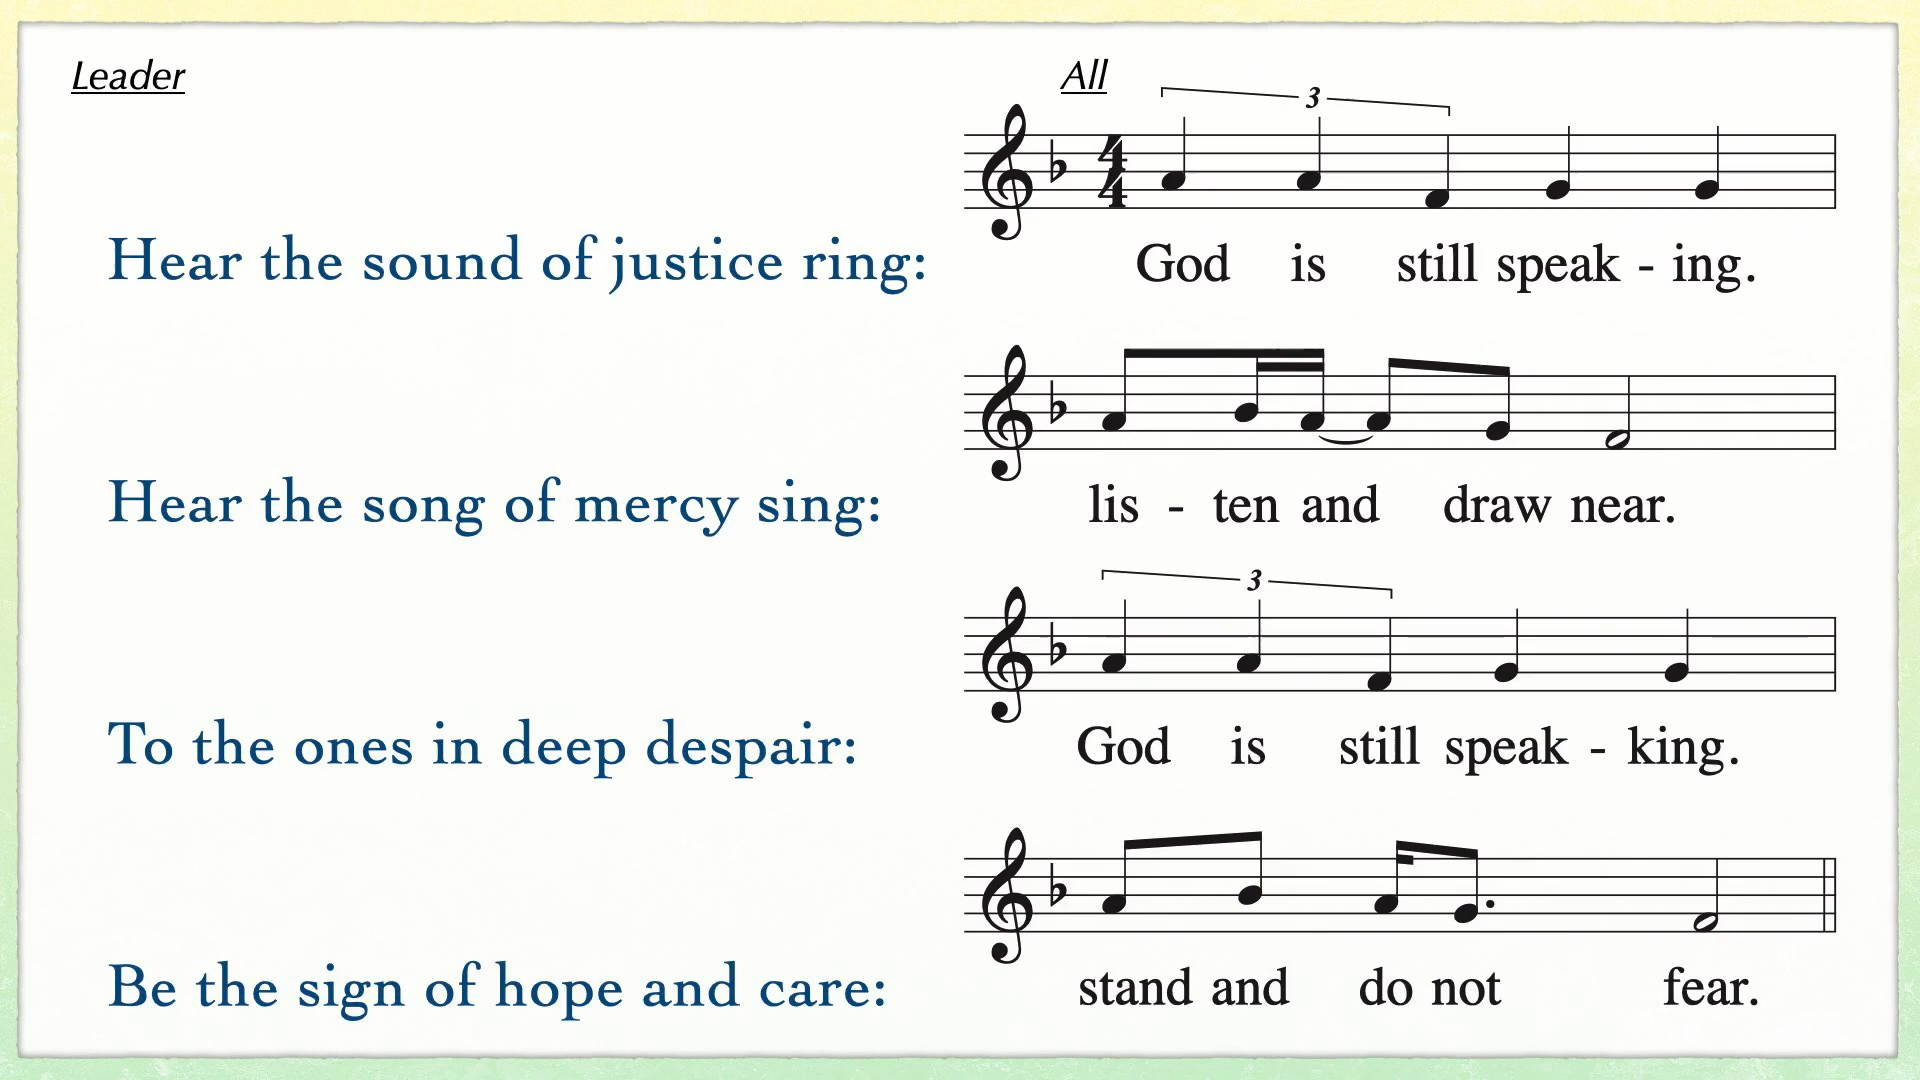 Leader All
3
4
4
Hear the sound of justice ring: God is still speak - ing.
Hear the song of mercy sing: lis - ten and draw near.
3
To the ones in deep despair: God is still speak - king.
Be the sign of hope and care: stand and do not fear.